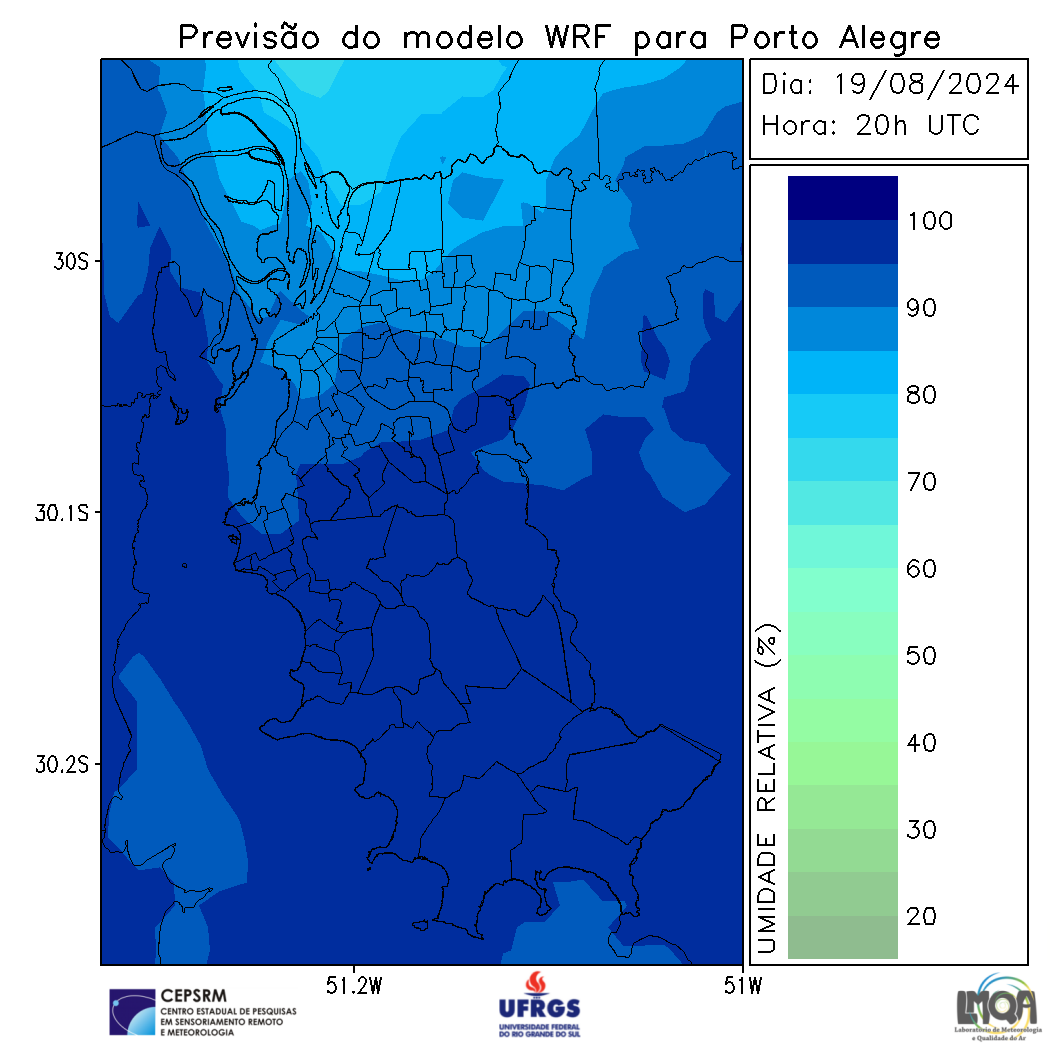 Previsão do modelo WRF para Porto Alegre
Dia: 19/08/2024
Hora: 20h UTC
100
90
80
70
60
50
40
30
20
UMIDADE RELATIVA (%)
30S
30.1S
30.2S
51.2W
51W
CEPSRM
CENTRO ESTADUAL DE PESQUISAS
EM SENSORIAMENTO REMOTO
E METEOROLOGIA
UFRGS
UNIVERSIDADE FEDERAL
DO RIO GRANDE DO SUL
LMQA
Laboratório de Meteorologia
e Qualidade do Ar